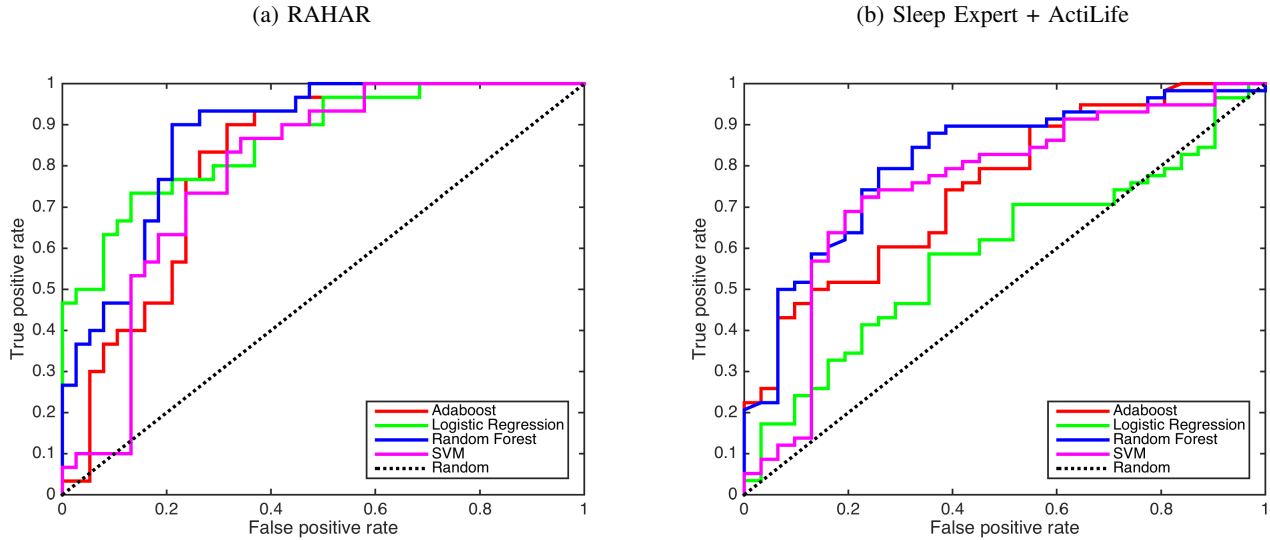 (a) RAHAR
(b) Sleep Expert + ActiLife
1
0.9
0.8
0.7
0.6
0.5
0.4
0.3
0.2
0.1
0
True positive rate
0 0.2 0.4 0.6 0.8 1
False positive rate
Adaboost
Logistic Regression
Random Forest
SVM
Random
1
0.9
0.8
0.7
0.6
0.5
0.4
0.3
0.2
0.1
0
True positive rate
0 0.2 0.4 0.6 0.8 1
False positive rate
Adaboost
Logistic Regression
Random Forest
SVM
Random